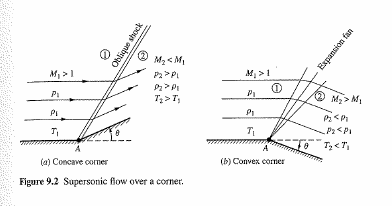 Oblique shock
①
②
M₁ > 1
p₁
ρ₁
T₁
M₂ < M₁
p₂ > p₁
ρ₂ > ρ₁
T₂ > T₁
θ
A
(a) Concave corner
Expansion fan
M₁ > 1
①
p₁
②
M₂ > M₁
ρ₁
p₂ < p₁
ρ₂ < ρ₁
T₁
T₂ < T₁
θ
A
(b) Convex corner
Figure 9.2 Supersonic flow over a corner.